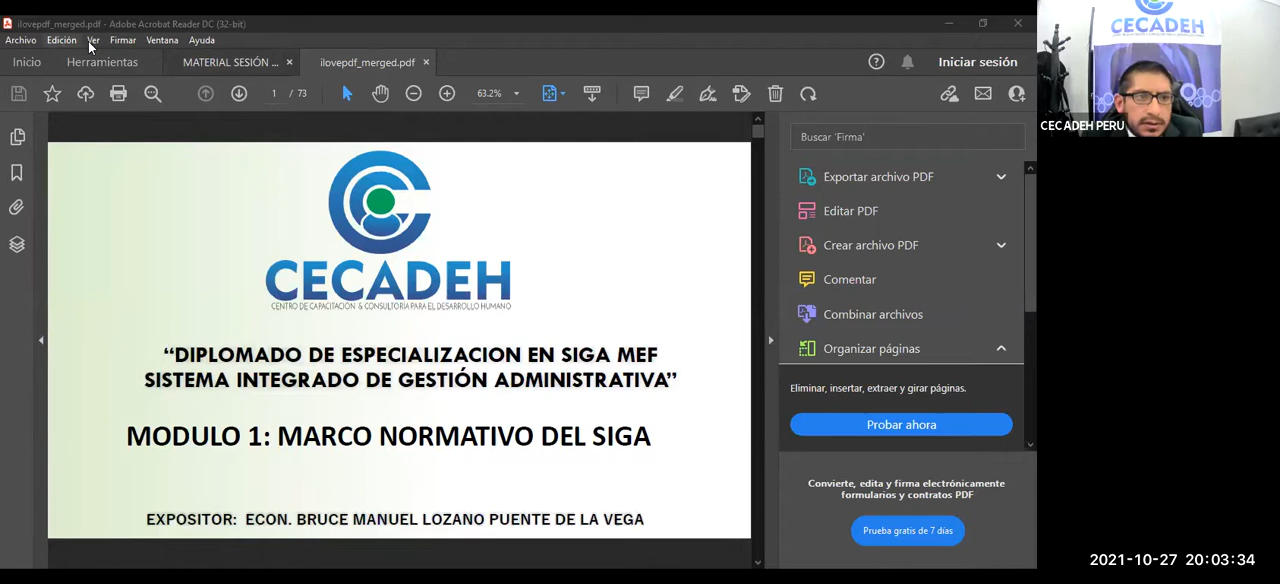 ilovepdf_merged.pdf - Adobe Acrobat Reader DC (32-bit)
Archivo Edición Ver Firmar Ventana Ayuda
Inicio Herramientas MATERIAL SESIÓN ... × ilovepdf_merged.pdf × Iniciar sesión
1 / 73 63.2%
CECADEH
CENTRO DE CAPACITACIÓN & CONSULTORÍA PARA EL DESARROLLO HUMANO
“DIPLOMADO DE ESPECIALIZACION EN SIGA MEF
SISTEMA INTEGRADO DE GESTIÓN ADMINISTRATIVA”
MODULO 1: MARCO NORMATIVO DEL SIGA
EXPOSITOR: ECON. BRUCE MANUEL LOZANO PUENTE DE LA VEGA
Buscar 'Firma'
Exportar archivo PDF
Editar PDF
Crear archivo PDF
Comentar
Combinar archivos
Organizar páginas
Eliminar, insertar, extraer y girar páginas.
Probar ahora
Convierte, edita y firma electrónicamente
formularios y contratos PDF
Prueba gratis de 7 días
CECADEH
CECADEH PERU
2021-10-27 20:03:34